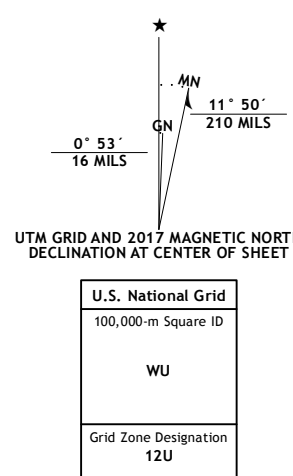 MN
11° 50´
210 MILS
GN
0° 53´
16 MILS
UTM GRID AND 2017 MAGNETIC NORT
DECLINATION AT CENTER OF SHEET
U.S. National Grid
100,000-m Square ID
WU
Grid Zone Designation
12U